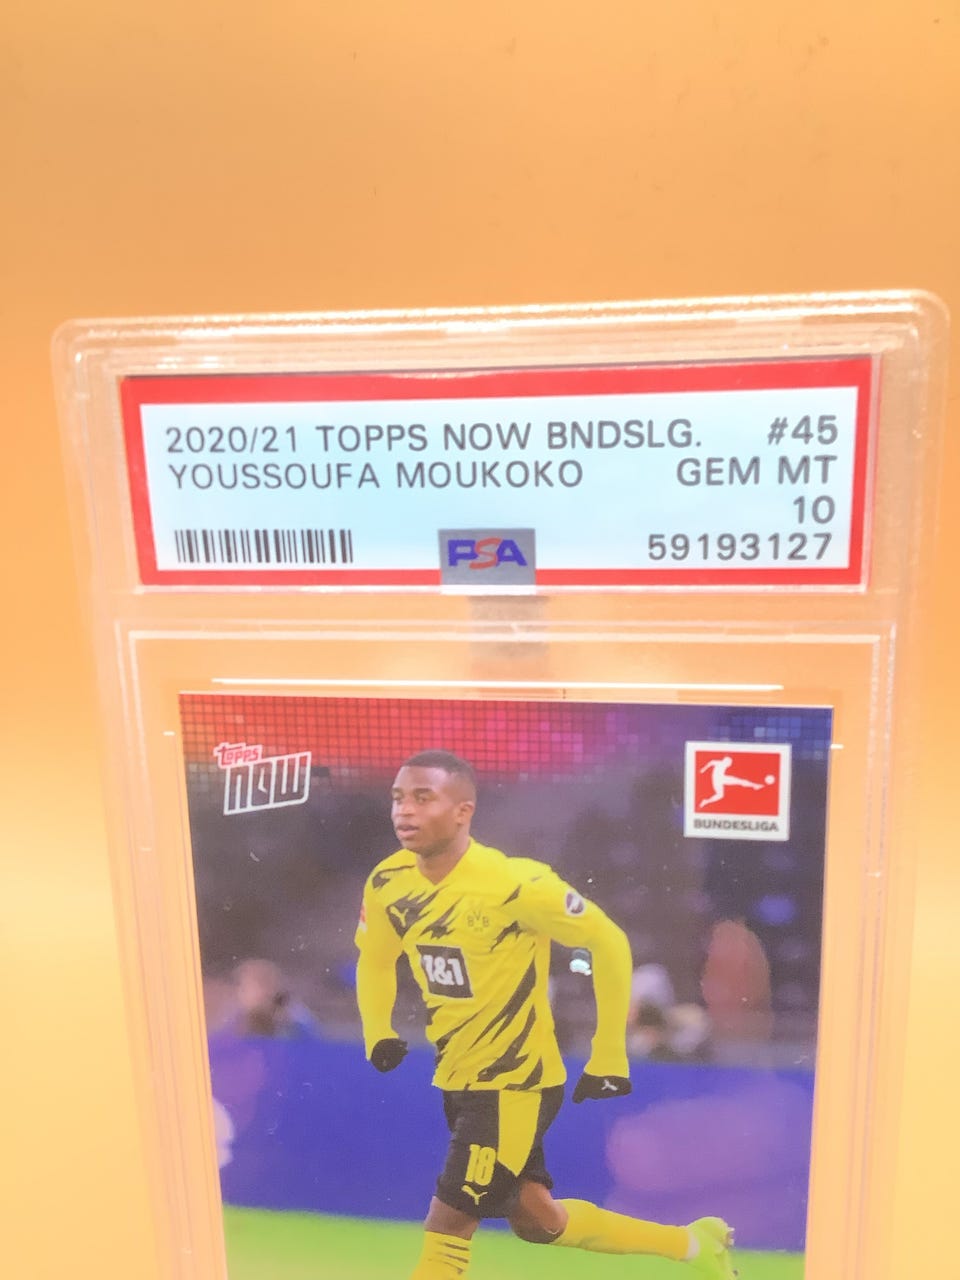 2020/21 TOPPS NOW BNDSLG. #45
YOUSSOUFA MOUKOKO GEM MT
10
PSA 59193127
TOPPS
NOW
BUNDESLIGA
BVB
09
1&1
18